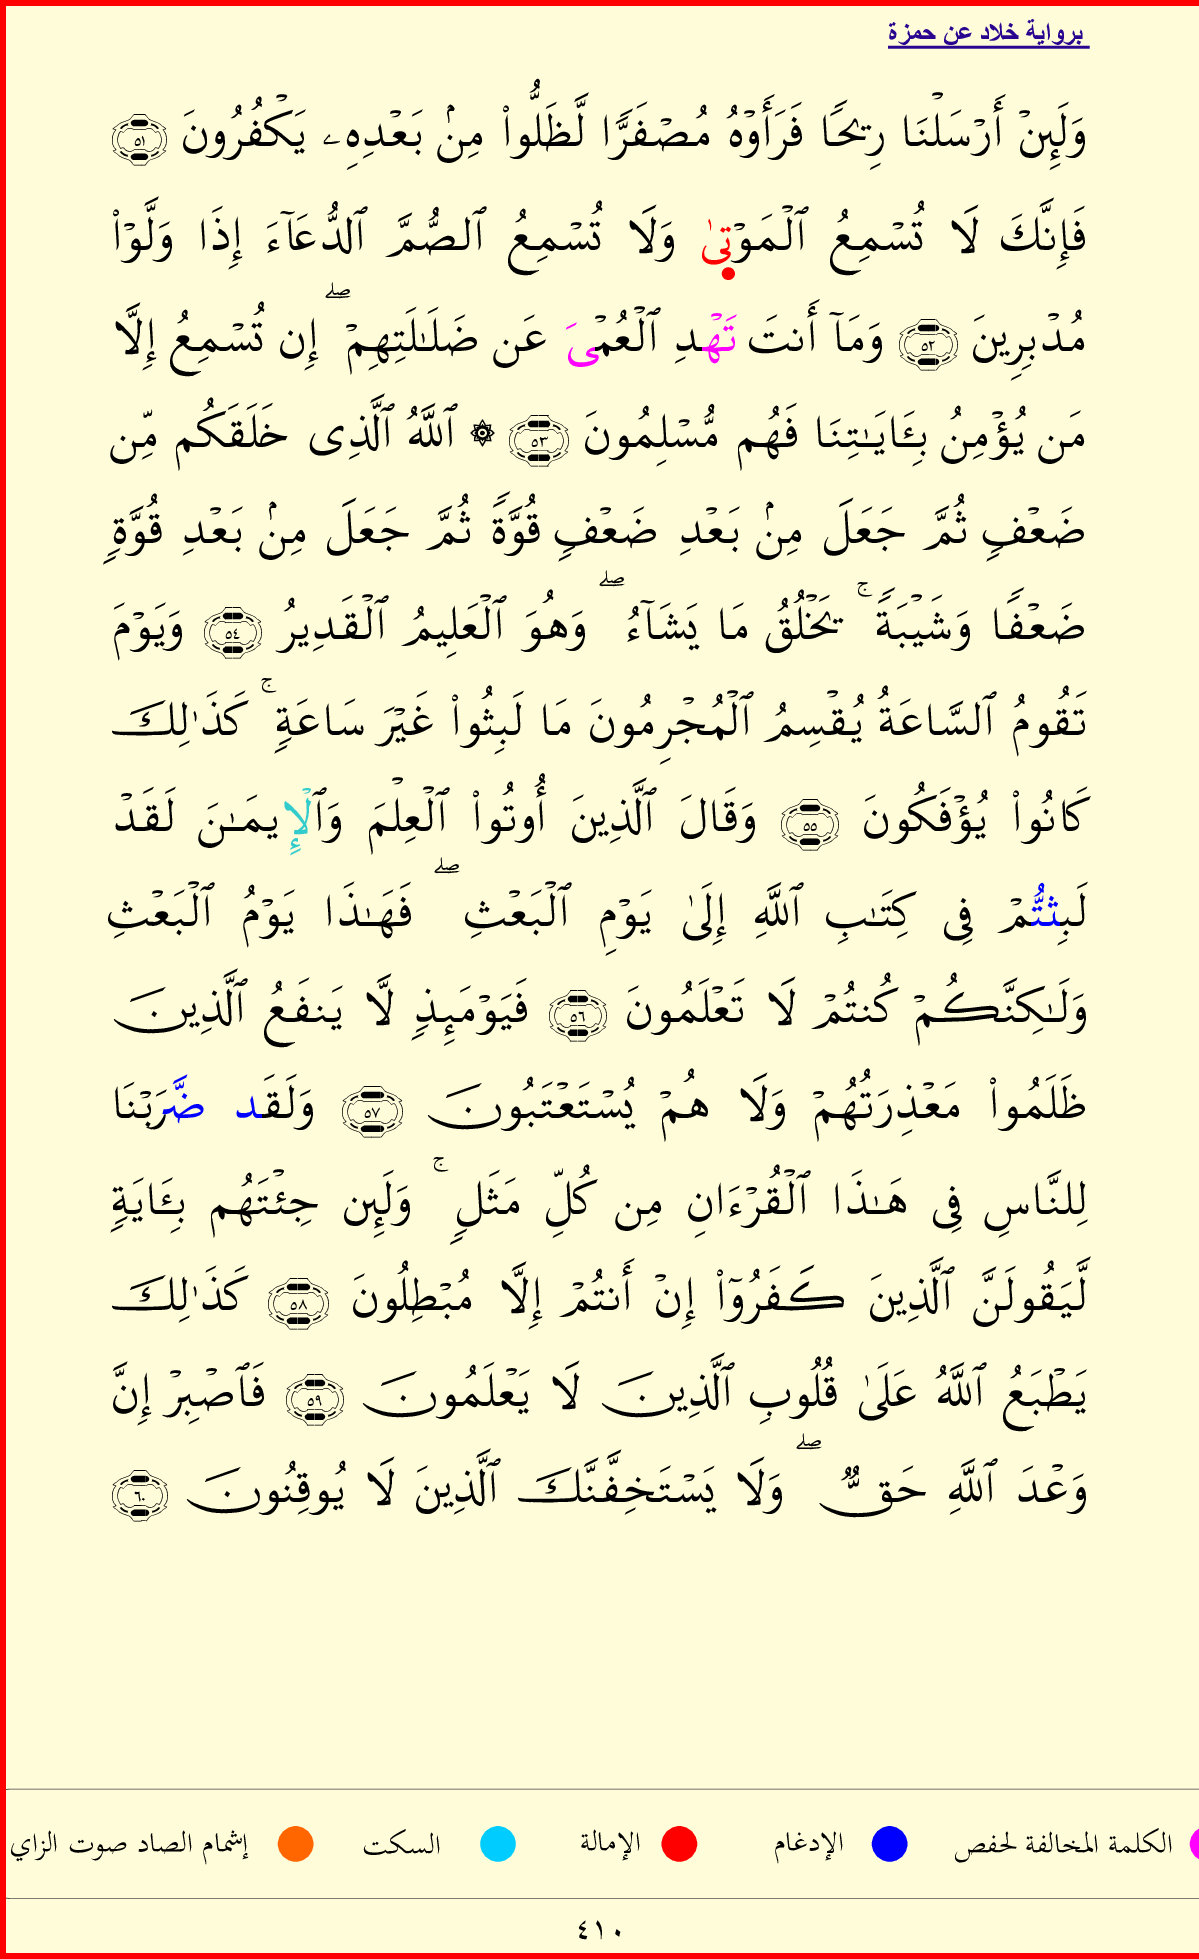 برواية خلاد عن حمزة
وَلَئِنْ أَرْسَلْنَا رِيحًا فَرَأَوْهُ مُصْفَرًّا لَّظَلُّوا۟ مِنۢ بَعْدِهِۦ يَكْفُرُونَ ٥١
فَإِنَّكَ لَا تُسْمِعُ ٱلْمَوْتِىٰ وَلَا تُسْمِعُ ٱلصُّمَّ ٱلدُّعَآءَ إِذَا وَلَّوْا۟
مُدْبِرِينَ ٥٢ وَمَآ أَنتَ تَهْدِ ٱلْعُمْىَ عَن ضَلَـٰلَتِهِمْ ۖ إِن تُسْمِعُ إِلَّا
مَن يُؤْمِنُ بِـَٔايَـٰتِنَا فَهُم مُّسْلِمُونَ ٥٣ ۞ ٱللَّهُ ٱلَّذِى خَلَقَكُم مِّن
ضَعْفٍ ثُمَّ جَعَلَ مِنۢ بَعْدِ ضَعْفٍ قُوَّةً ثُمَّ جَعَلَ مِنۢ بَعْدِ قُوَّةٍ
ضَعْفًا وَشَيْبَةً ۚ يَخْلُقُ مَا يَشَآءُ ۖ وَهُوَ ٱلْعَلِيمُ ٱلْقَدِيرُ ٥٤ وَيَوْمَ
تَقُومُ ٱلسَّاعَةُ يُقْسِمُ ٱلْمُجْرِمُونَ مَا لَبِثُوا۟ غَيْرَ سَاعَةٍ ۚ كَذَٰلِكَ
كَانُوا۟ يُؤْفَكُونَ ٥٥ وَقَالَ ٱلَّذِينَ أُوتُوا۟ ٱلْعِلْمَ وَٱلْإِيمَـٰنَ لَقَدْ
لَبِثتُّمْ فِى كِتَـٰبِ ٱللَّهِ إِلَىٰ يَوْمِ ٱلْبَعْثِ ۖ فَهَـٰذَا يَوْمُ ٱلْبَعْثِ
وَلَـٰكِنَّكُمْ كُنتُمْ لَا تَعْلَمُونَ ٥٦ فَيَوْمَئِذٍ لَّا يَنفَعُ ٱلَّذِينَ
ظَلَمُوا۟ مَعْذِرَتُهُمْ وَلَا هُمْ يُسْتَعْتَبُونَ ٥٧ وَلَقَد ضَّرَبْنَا
لِلنَّاسِ فِى هَـٰذَا ٱلْقُرْءَانِ مِن كُلِّ مَثَلٍ ۚ وَلَئِن جِئْتَهُم بِـَٔايَةٍ
لَّيَقُولَنَّ ٱلَّذِينَ كَفَرُوٓا۟ إِنْ أَنتُمْ إِلَّا مُبْطِلُونَ ٥٨ كَذَٰلِكَ
يَطْبَعُ ٱللَّهُ عَلَىٰ قُلُوبِ ٱلَّذِينَ لَا يَعْلَمُونَ ٥٩ فَٱصْبِرْ إِنَّ
وَعْدَ ٱللَّهِ حَقٌّ ۖ وَلَا يَسْتَخِفَّنَّكَ ٱلَّذِينَ لَا يُوقِنُونَ ٦٠
الكلمة المخالفة لحفص الإدغام الإمالة السكت إشمام الصاد صوت الزاي
٤١٠